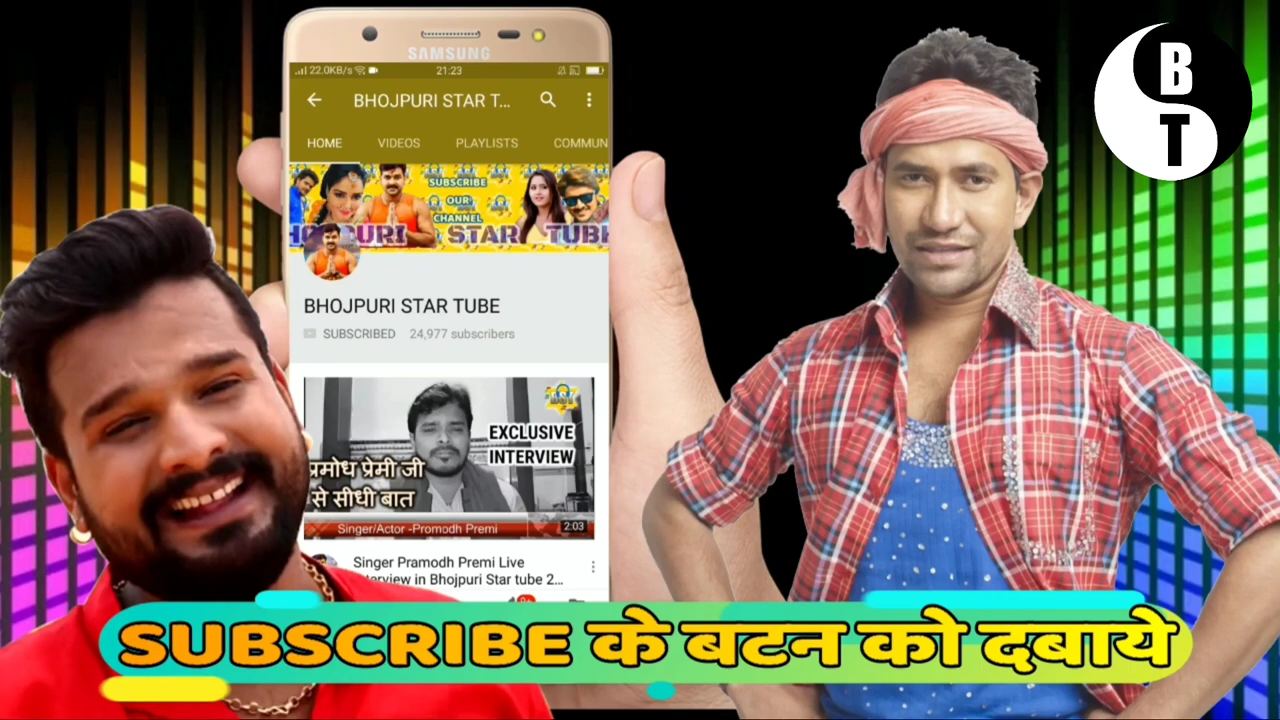 SAMSUNG
22.0KB/s 21:23
BHOJPURI STAR T...
HOME VIDEOS PLAYLISTS COMMUN
SUBSCRIBE
OUR
CHANNEL
STAR
BHOJPURI STAR TUBE
SUBSCRIBED 24,977 subscribers
EXCLUSIVE
INTERVIEW
प्रमोध प्रेमी जी
से सीधी बात
Singer/Actor -Promodh Premi
2:03
Singer Pramodh Premi Live
in Bhojpuri Star tube 2...
SUBSCRIBE के बटन को दबाये
B
T